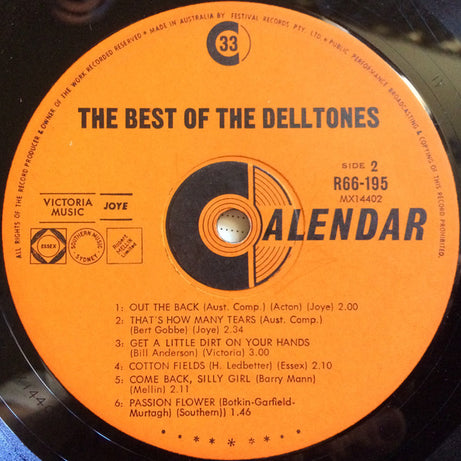 ALL RIGHTS OF THE RECORD PRODUCER & OWNER OF THE WORK RECORDED RESERVED • MADE IN AUSTRALIA BY FESTIVAL RECORDS PTY. LTD. • PUBLIC PERFORMANCE, BROADCASTING & COPYING OF THIS RECORD PROHIBITED.
33
THE BEST OF THE DELLTONES
SIDE 2
R66-195
MX14402
VICTORIA MUSIC JOYE
ESSEX SOUTHERN MUSIC SYDNEY
CALENDAR
1: OUT THE BACK (Aust. Comp.) (Acton) (Joye) 2.00
2: THAT'S HOW MANY TEARS (Aust. Comp.)
(Bert Gobbe) (Joye) 2.34
3: GET A LITTLE DIRT ON YOUR HANDS
(Bill Anderson) (Victoria) 3.00
4: COTTON FIELDS (H. Ledbetter) (Essex) 2.10
5: COME BACK, SILLY GIRL (Barry Mann)
(Mellin) 2.11
6: PASSION FLOWER (Botkin-Garfield-
Murtagh) (Southern)) 1.46